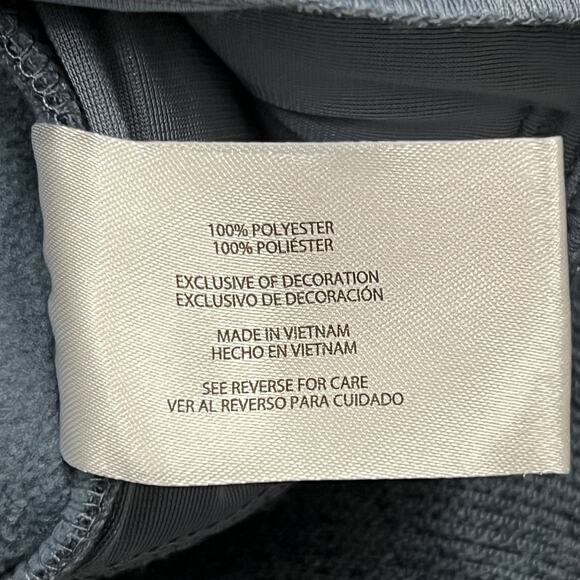 100% POLYESTER
100% POLIÉSTER
EXCLUSIVE OF DECORATION
EXCLUSIVO DE DECORACIÓN
MADE IN VIETNAM
HECHO EN VIETNAM
SEE REVERSE FOR CARE
VER AL REVERSO PARA CUIDADO